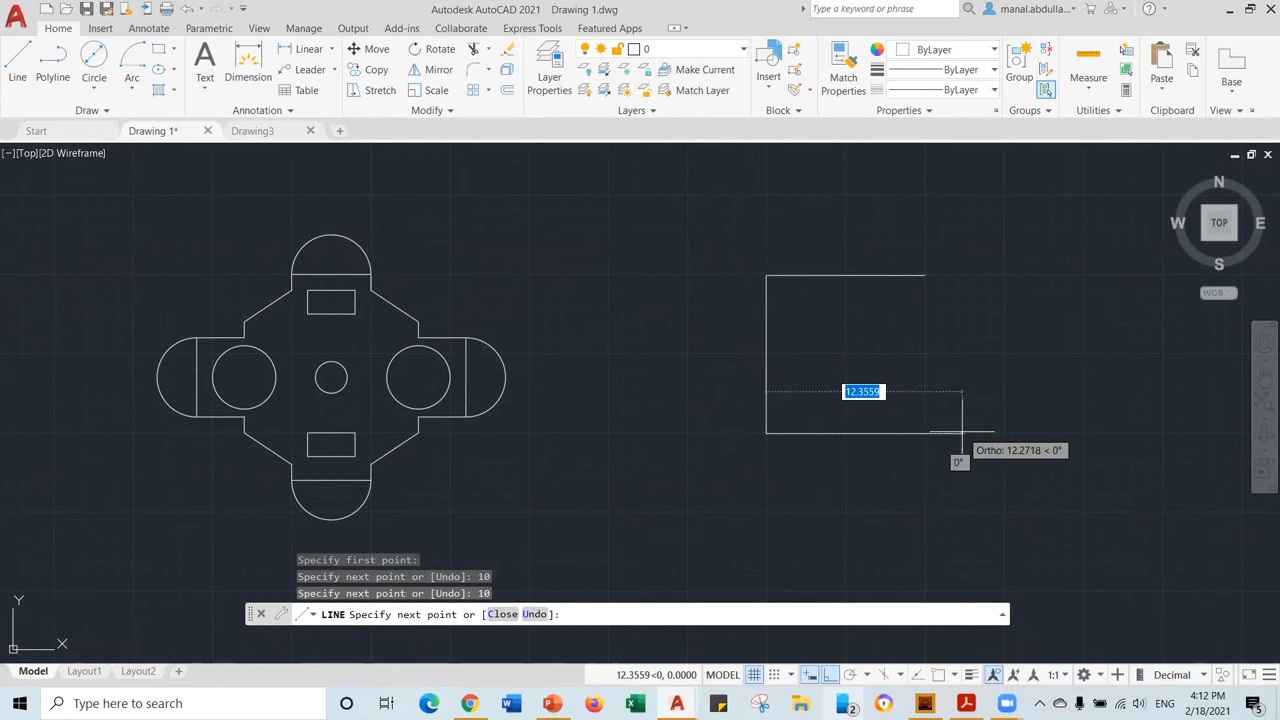 Autodesk AutoCAD 2021 Drawing 1.dwg
Type a keyword or phrase
manal.abdulla...
Home Insert Annotate Parametric View Manage Output Add-ins Collaborate Express Tools Featured Apps
Line Polyline Circle Arc
Move Rotate
Copy Mirror
Stretch Scale
Text Dimension
Linear
Leader
Table
Layer Properties
0
Make Current
Match Layer
Insert
Match Properties
ByLayer
ByLayer
ByLayer
Group
Measure
Paste
Base
Draw Modify Annotation Layers Block Properties Groups Utilities Clipboard View
Start Drawing 1* Drawing3
[−][Top][2D Wireframe]
N
W TOP E
S
WCS
12.3559
Ortho: 12.2718 < 0°
0°
Specify first point:
Specify next point or [Undo]: 10
Specify next point or [Undo]: 10
LINE Specify next point or [Close Undo]:
Y
X
Model Layout1 Layout2
12.3559<0, 0.0000 MODEL 1:1 Decimal
Type here to search
2
ENG
4:12 PM
2/18/2021
5